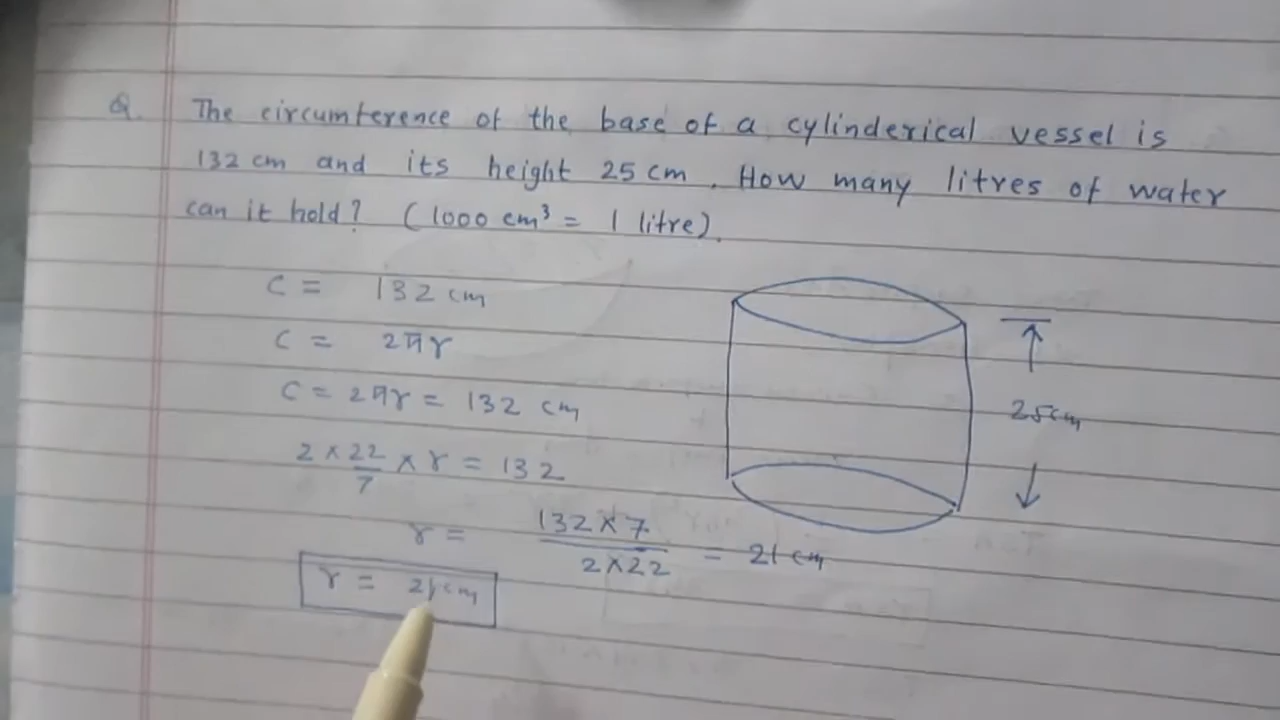 Q. The circumference of the base of a cylinderical vessel is
132 cm and its height 25 cm. How many litres of water
can it hold? (1000 cm³ = 1 litre).
C = 132 cm
C = 2πr
C = 2πr = 132 cm
2 × 22/7 × r = 132
25cm
r = 132 × 7 / 2 × 22 = 21 cm
r = 21 cm